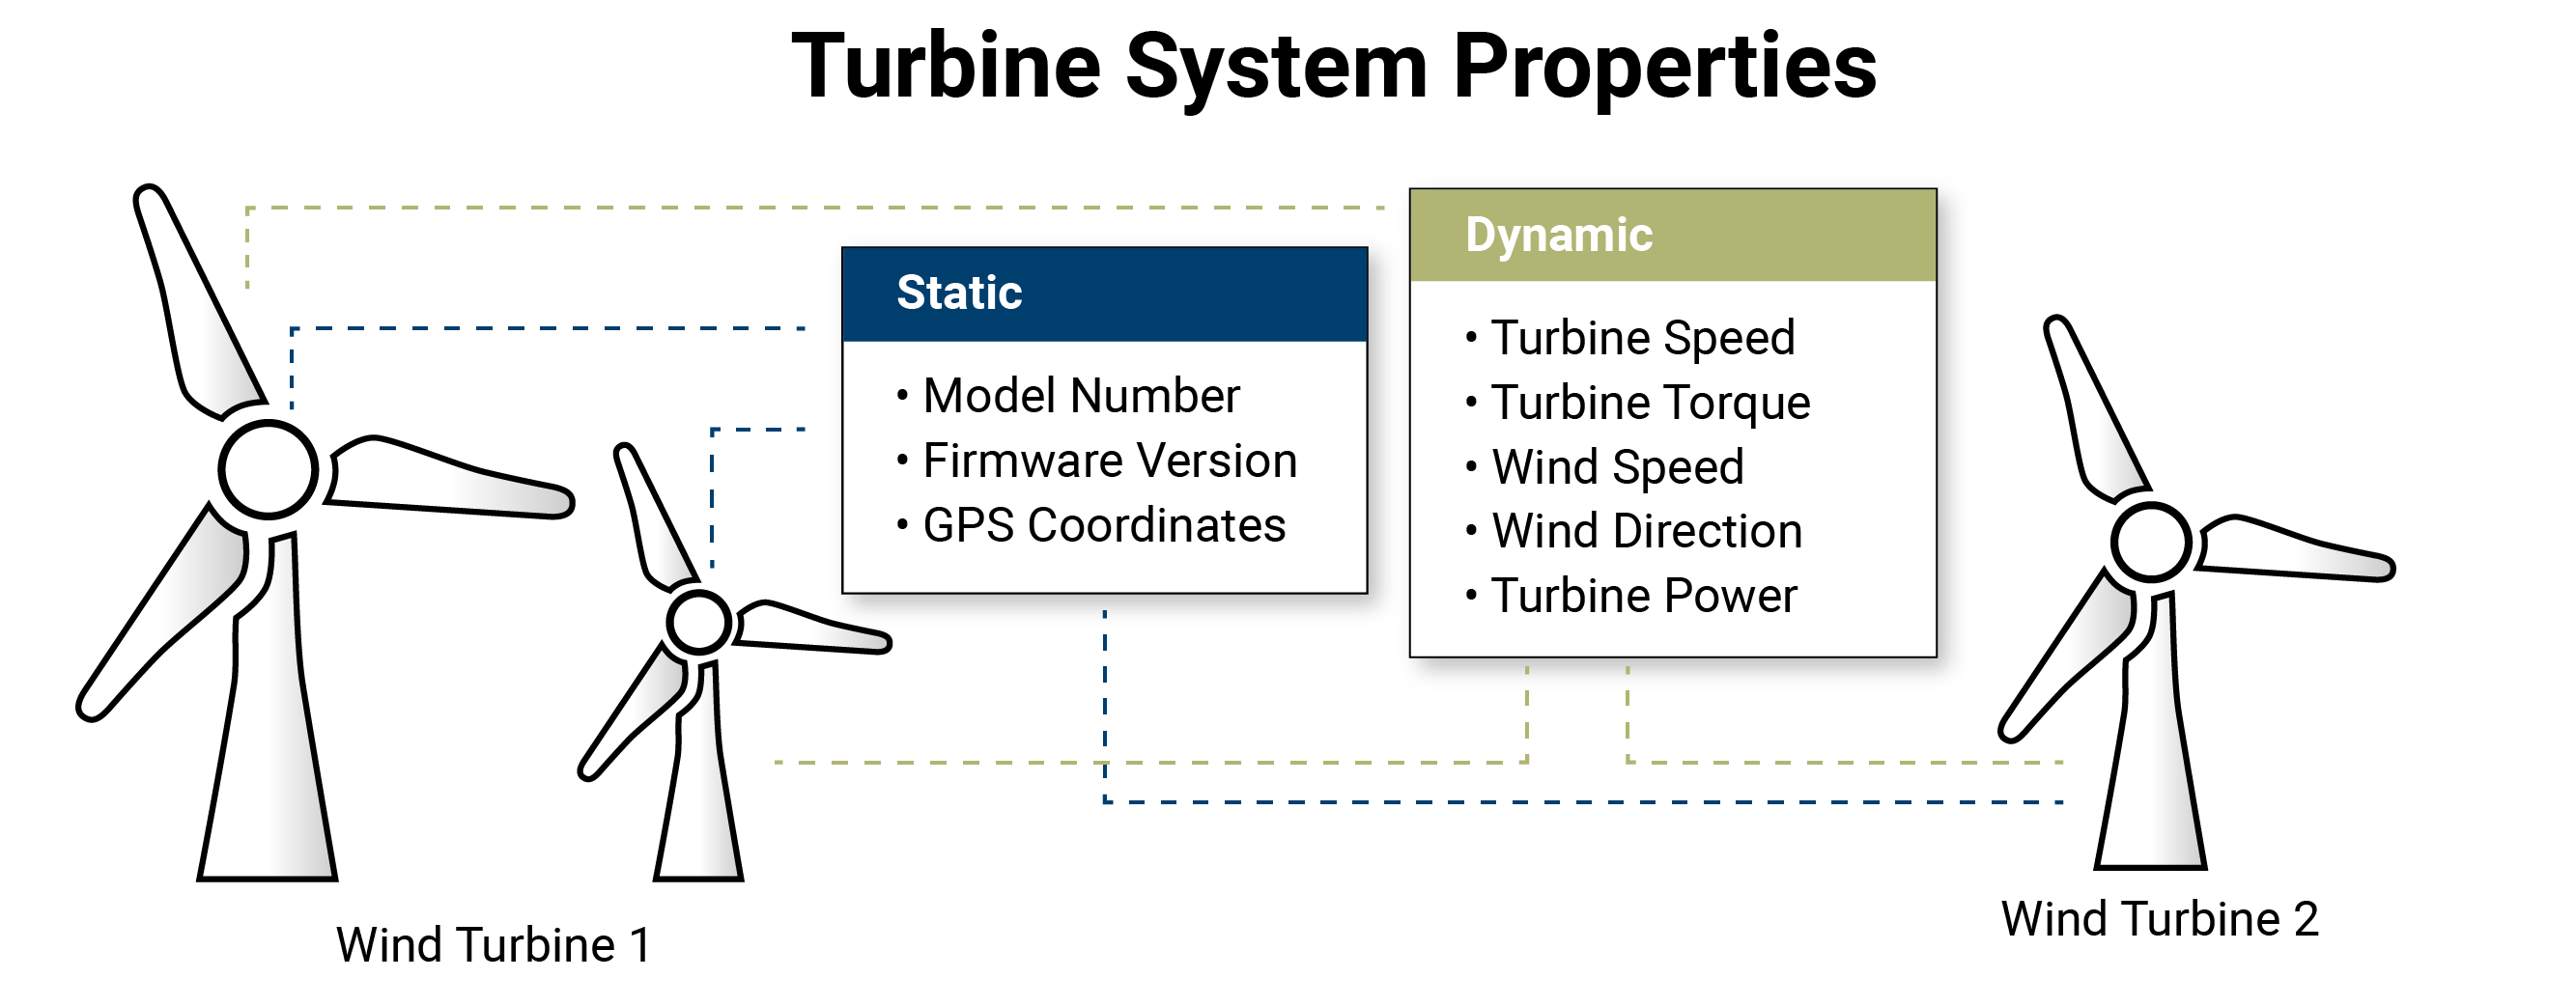 Turbine System Properties
Static
• Model Number
• Firmware Version
• GPS Coordinates
Dynamic
• Turbine Speed
• Turbine Torque
• Wind Speed
• Wind Direction
• Turbine Power
Wind Turbine 1
Wind Turbine 2